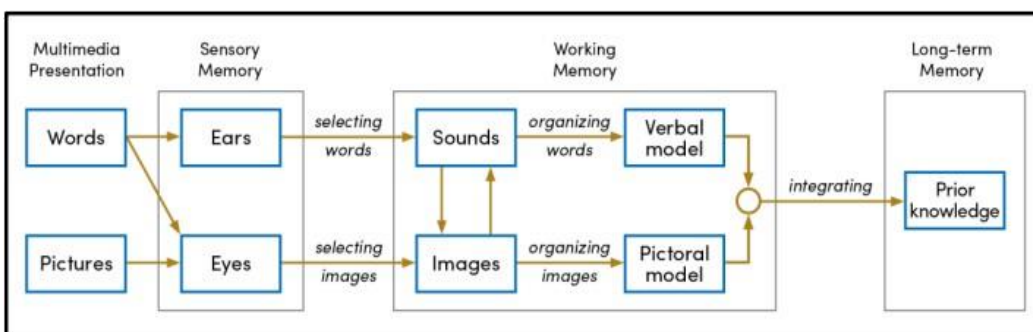 Multimedia
Presentation
Sensory
Memory
Working
Memory
Long-term
Memory
Words
Ears
selecting
words
Sounds
organizing
words
Verbal
model
integrating
Prior
knowledge
Pictures
Eyes
selecting
images
Images
organizing
images
Pictoral
model